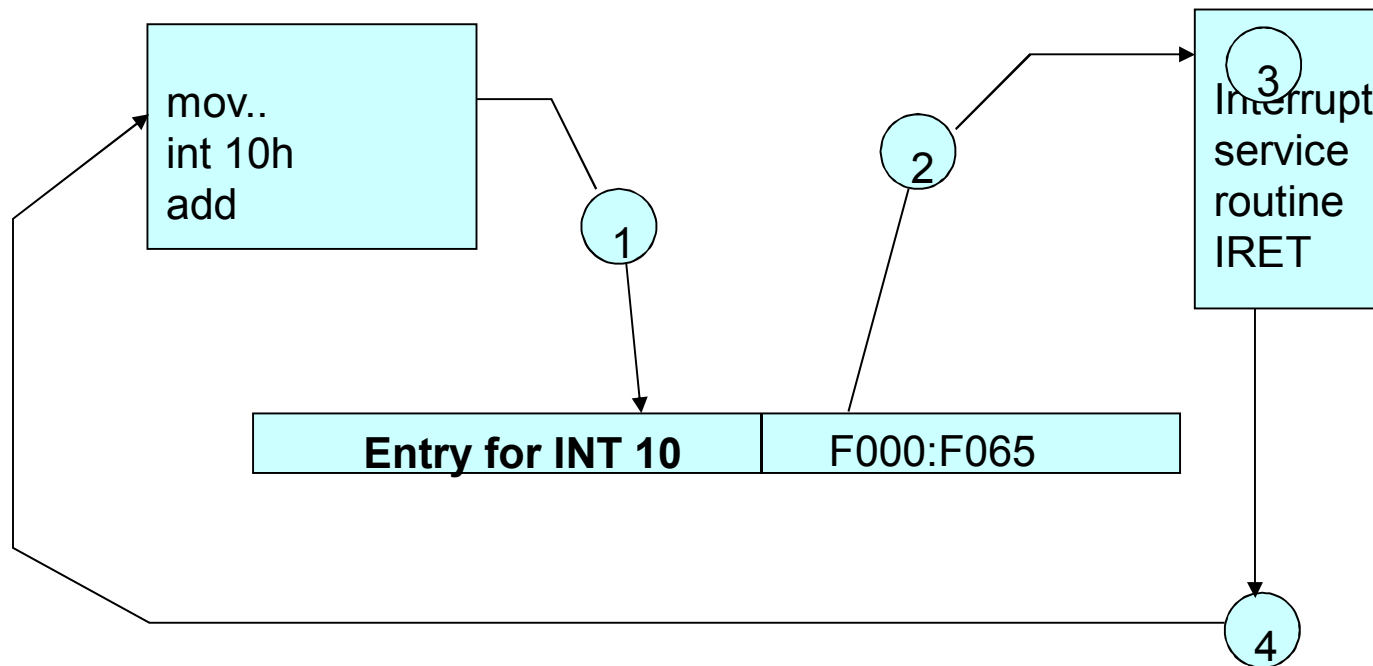 mov..
int 10h
add
1
2
3
Interrupt
service
routine
IRET
Entry for INT 10
F000:F065
4